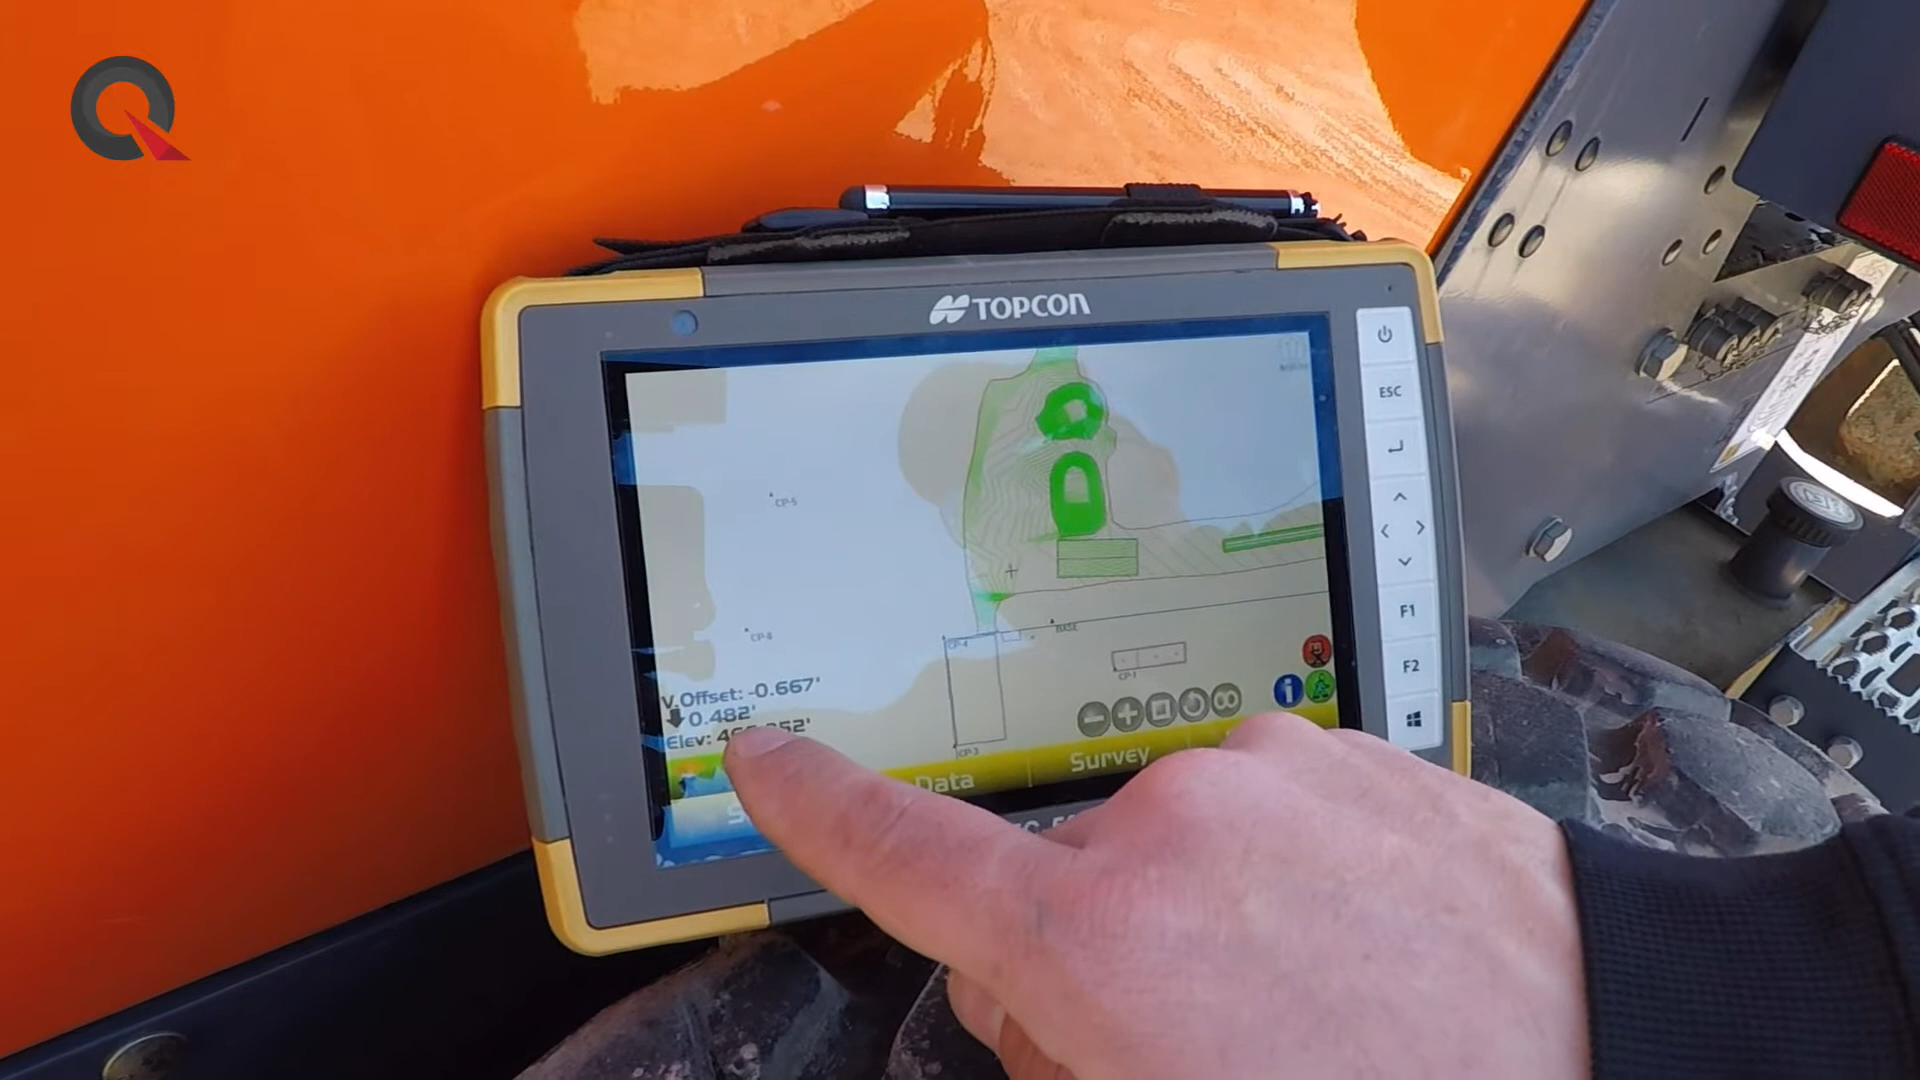 TOPCON
ESC
F1
F2
CP-5
CP-6
CP-4
BASE
CP-1
CP-3
V.Offset: -0.667'
0.482'
Elev:
Data
Survey